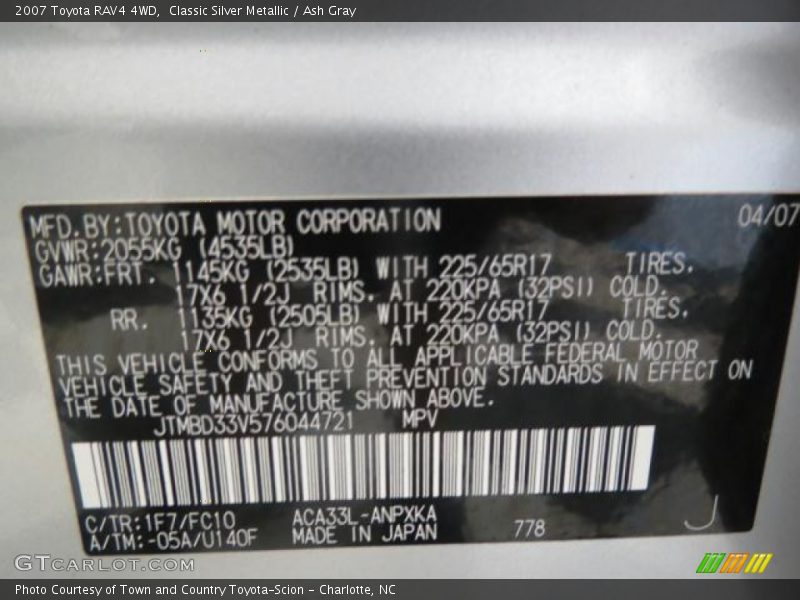 2007 Toyota RAV4 4WD,  Classic Silver Metallic / Ash Gray
04/07
MFD.BY:TOYOTA MOTOR CORPORATION
GVWR:2055KG (4535LB)
GAWR:FRT. 1145KG (2535LB) WITH 225/65R17 TIRES.
17X6 1/2J RIMS. AT 220KPA (32PSI) COLD.
RR. 1135KG (2505LB) WITH 225/65R17 TIRES.
17X6 1/2J RIMS. AT 220KPA (32PSI) COLD.
THIS VEHICLE CONFORMS TO ALL APPLICABLE FEDERAL MOTOR
VEHICLE SAFETY AND THEFT PREVENTION STANDARDS IN EFFECT ON
THE DATE OF MANUFACTURE SHOWN ABOVE.
JTMBD33V576044721 MPV
C/TR:1F7/FC10 ACA33L-ANPXKA
A/TM:-05A/U140F MADE IN JAPAN 778 J
GTCARLOT.COM
Photo Courtesy of Town and Country Toyota-Scion - Charlotte, NC